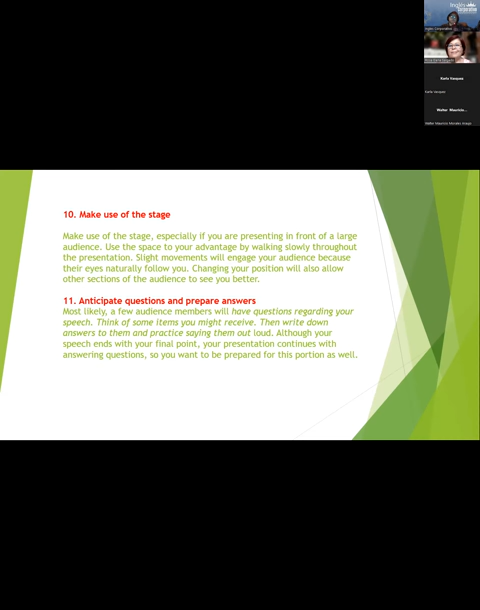 Inglés
Corporativo
Karla Vasquez
Karla Vasquez
Walter Mauricio...
10. Make use of the stage
Make use of the stage, especially if you are presenting in front of a large
audience. Use the space to your advantage by walking slowly throughout
the presentation. Slight movements will engage your audience because
their eyes naturally follow you. Changing your position will also allow
other sections of the audience to see you better.
11. Anticipate questions and prepare answers
Most likely, a few audience members will have questions regarding your
speech. Think of some items you might receive. Then write down
answers to them and practice saying them out loud. Although your
speech ends with your final point, your presentation continues with
answering questions, so you want to be prepared for this portion as well.